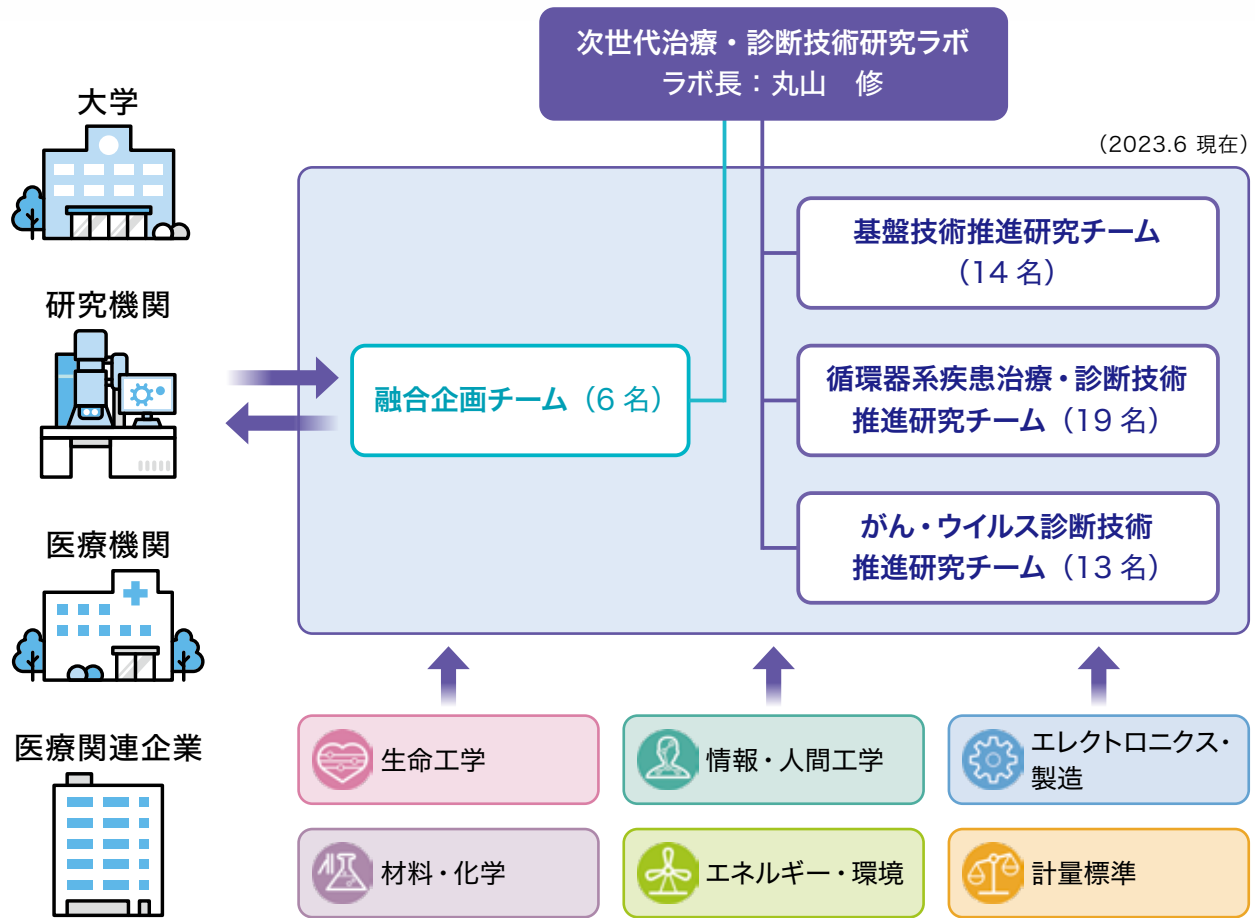 次世代治療・診断技術研究ラボ
ラボ長：丸山　修
（2023.6 現在）
大学
研究機関
医療機関
医療関連企業
融合企画チーム（6 名）
基盤技術推進研究チーム
（14 名）
循環器系疾患治療・診断技術
推進研究チーム（19 名）
がん・ウイルス診断技術
推進研究チーム（13 名）
生命工学
情報・人間工学
エレクトロニクス・
製造
材料・化学
エネルギー・環境
計量標準